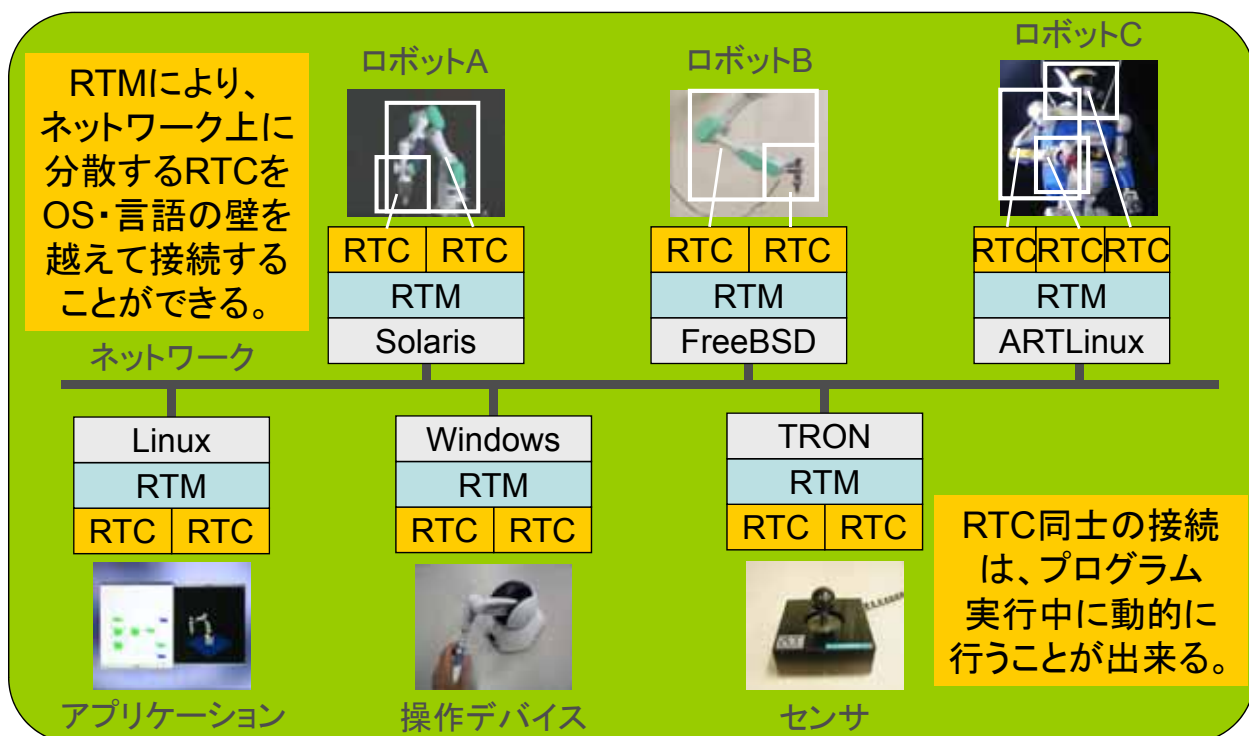 ロボットA
ロボットB
ロボットC
RTMにより、
ネットワーク上に
分散するRTCを
OS・言語の壁を
越えて接続する
ことができる。
RTC RTC
RTM
Solaris
RTC RTC
RTM
FreeBSD
RTC RTC RTC
RTM
ARTLinux
ネットワーク
Linux
RTM
RTC RTC
アプリケーション
Windows
RTM
RTC RTC
操作デバイス
TRON
RTM
RTC RTC
センサ
RTC同士の接続
は、プログラム
実行中に動的に
行うことが出来る。